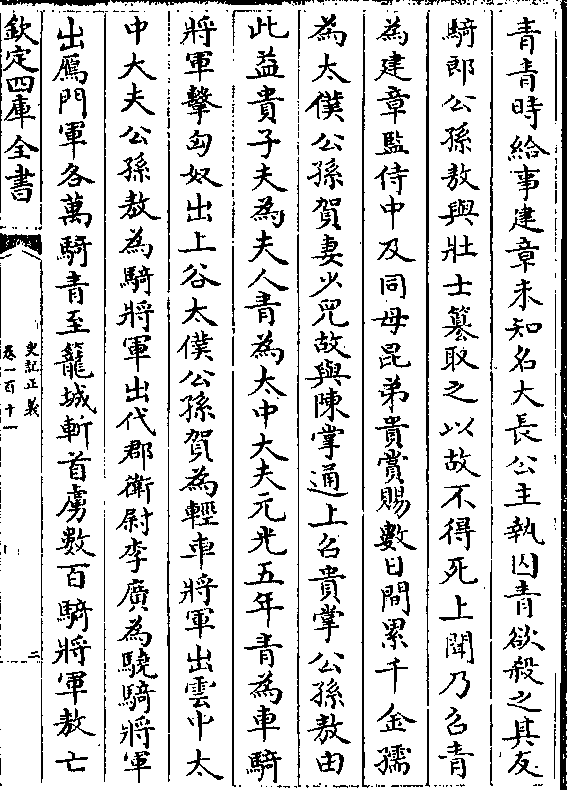 青青時給事建章未知名大長公主執囚青欲殺之其友
騎郎公孫敖與壯士篡取之以故不得死上聞乃召青
為建章監侍中及同母昆弟貴賞賜數日間累千金孺
為太僕公孫賀妻少兒故與陳掌通上召貴掌公孫敖由
此益貴子夫為夫人青為太中大夫元光五年青為車騎
將軍擊匈奴出上谷太僕公孫賀為輕車將軍出雲中太
中大夫公孫敖為騎將軍出代郡衛尉李廣為驍騎將軍
出鴈門軍各萬騎青至籠城斬首虜數百騎將軍敖亡
欽定四庫全書
史記正義
卷一百十一
三